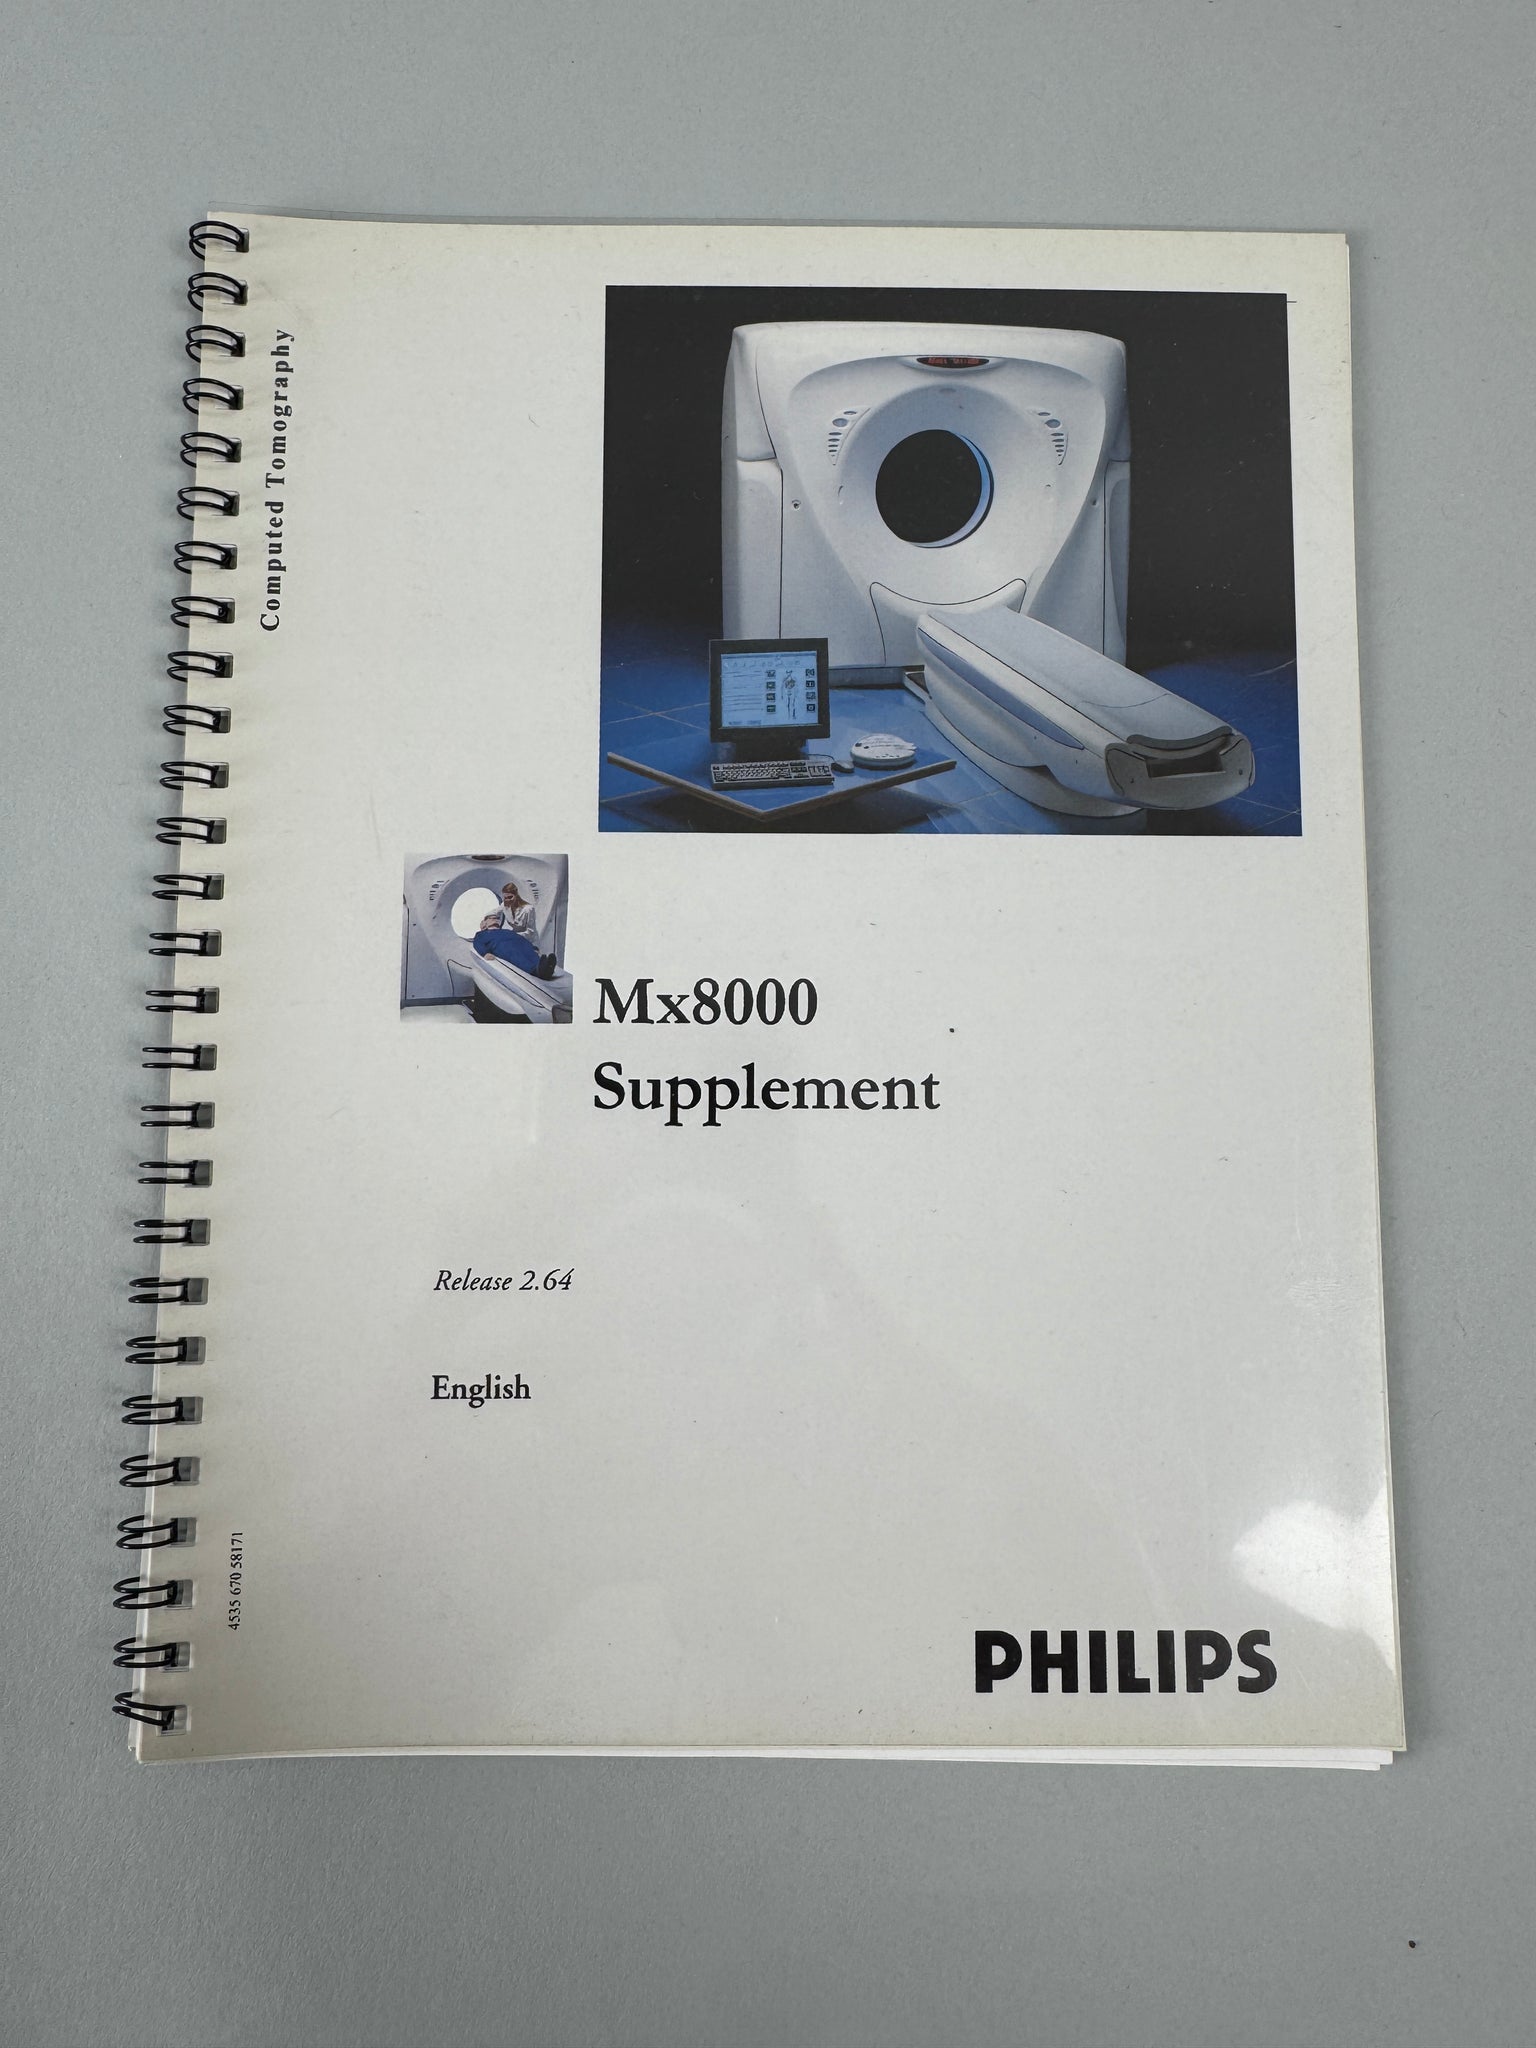 Computed Tomography
Mx8000
Supplement
Release 2.64
English
4535 670 58171
PHILIPS